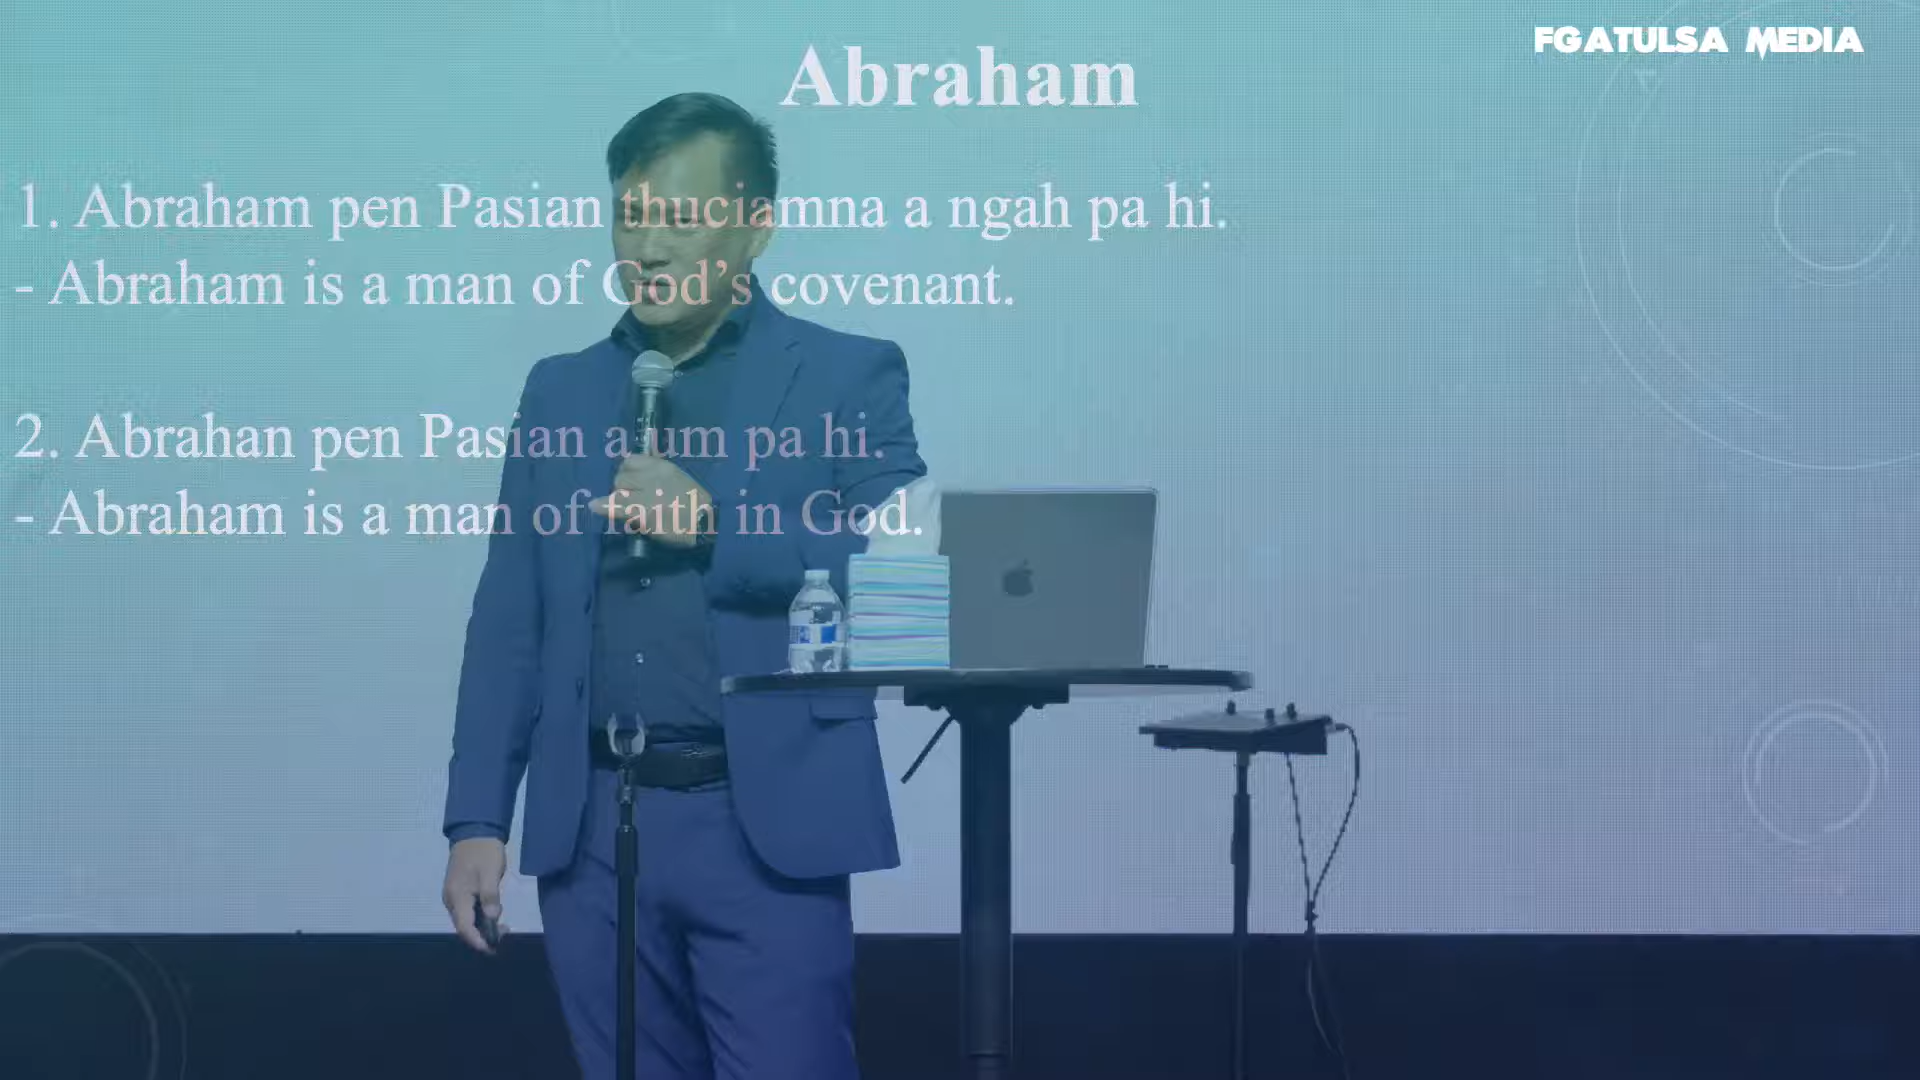 FGATULSA MEDIA
Abraham
1. Abraham pen Pasian thuciamna a ngah pa hi.
- Abraham is a man of God’s covenant.
2. Abrahan pen Pasian a um pa hi.
- Abraham is a man of faith in God.